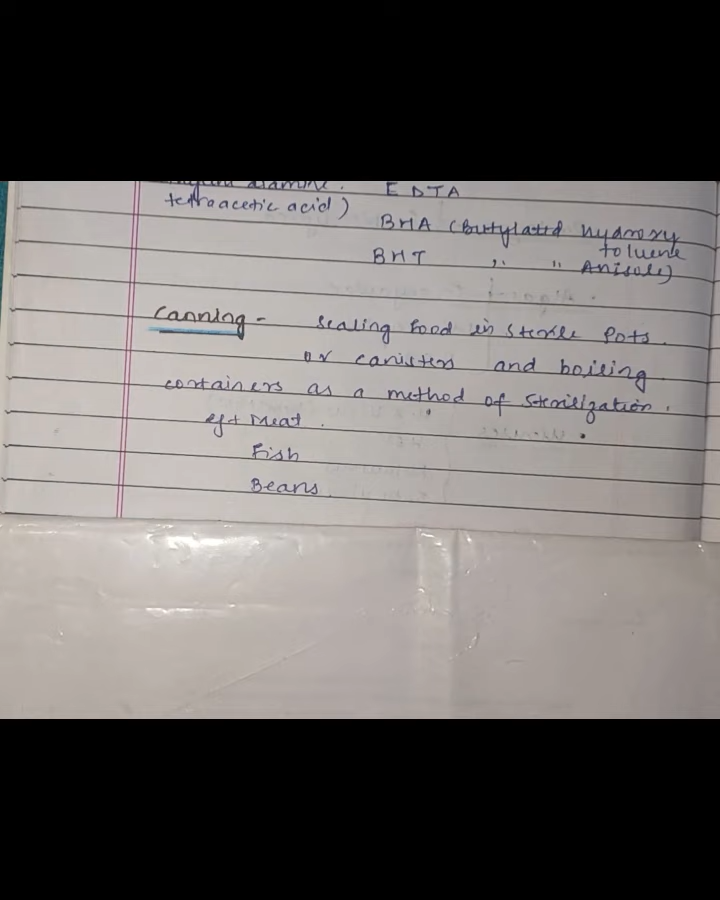 EDTA
tetraacetic acid)
BHA (Butylated hydroxy
toluene
BHT ,, " Anisole)
Canning - Sealing food in sterile Pots
or canisters and boiling
containers as a method of Sterilization.
eg+ Meat.
Fish
Beans.